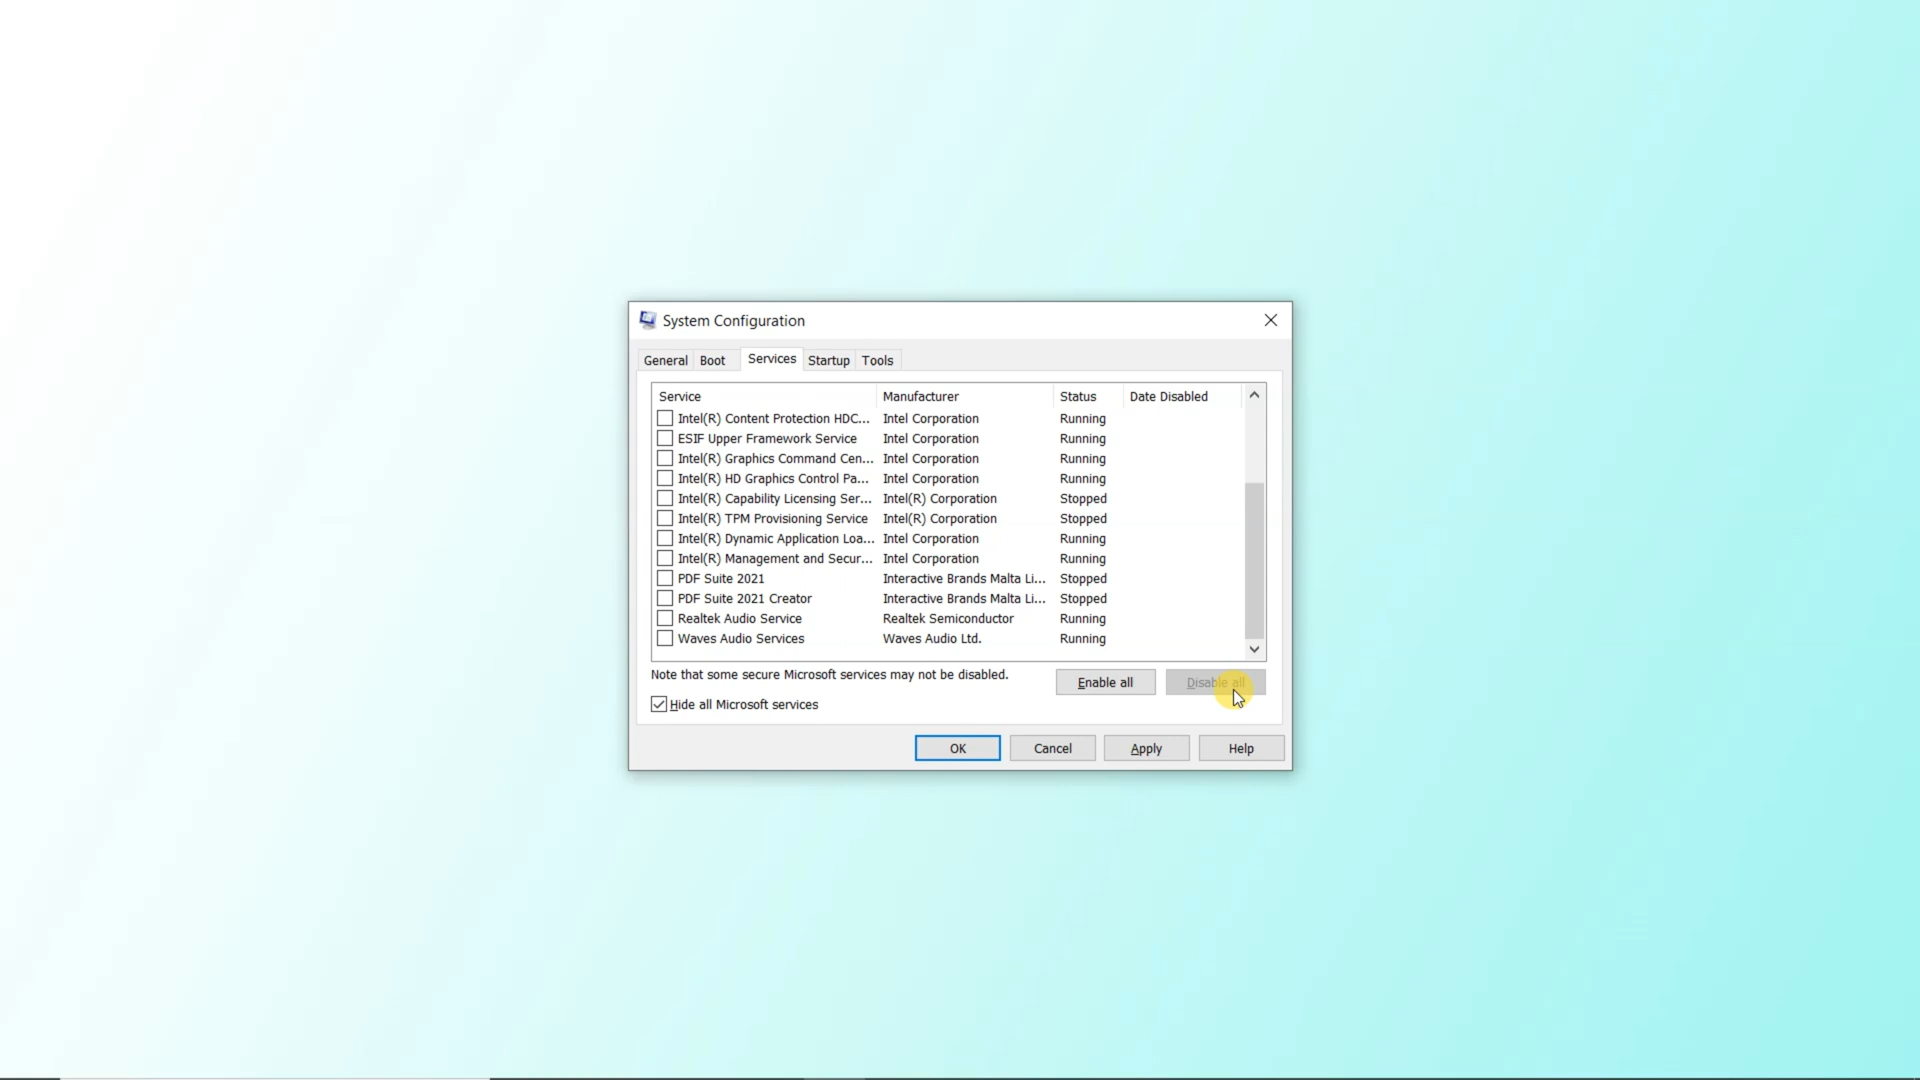 System Configuration
General Boot Services Startup Tools
Service Manufacturer Status Date Disabled
Intel(R) Content Protection HDC... Intel Corporation Running
ESIF Upper Framework Service Intel Corporation Running
Intel(R) Graphics Command Cen... Intel Corporation Running
Intel(R) HD Graphics Control Pa... Intel Corporation Running
Intel(R) Capability Licensing Ser... Intel(R) Corporation Stopped
Intel(R) TPM Provisioning Service Intel(R) Corporation Stopped
Intel(R) Dynamic Application Loa... Intel Corporation Running
Intel(R) Management and Secur... Intel Corporation Running
PDF Suite 2021 Interactive Brands Malta Li... Stopped
PDF Suite 2021 Creator Interactive Brands Malta Li... Stopped
Realtek Audio Service Realtek Semiconductor Running
Waves Audio Services Waves Audio Ltd. Running
Note that some secure Microsoft services may not be disabled.
Enable all Disable all
Hide all Microsoft services
OK Cancel Apply Help